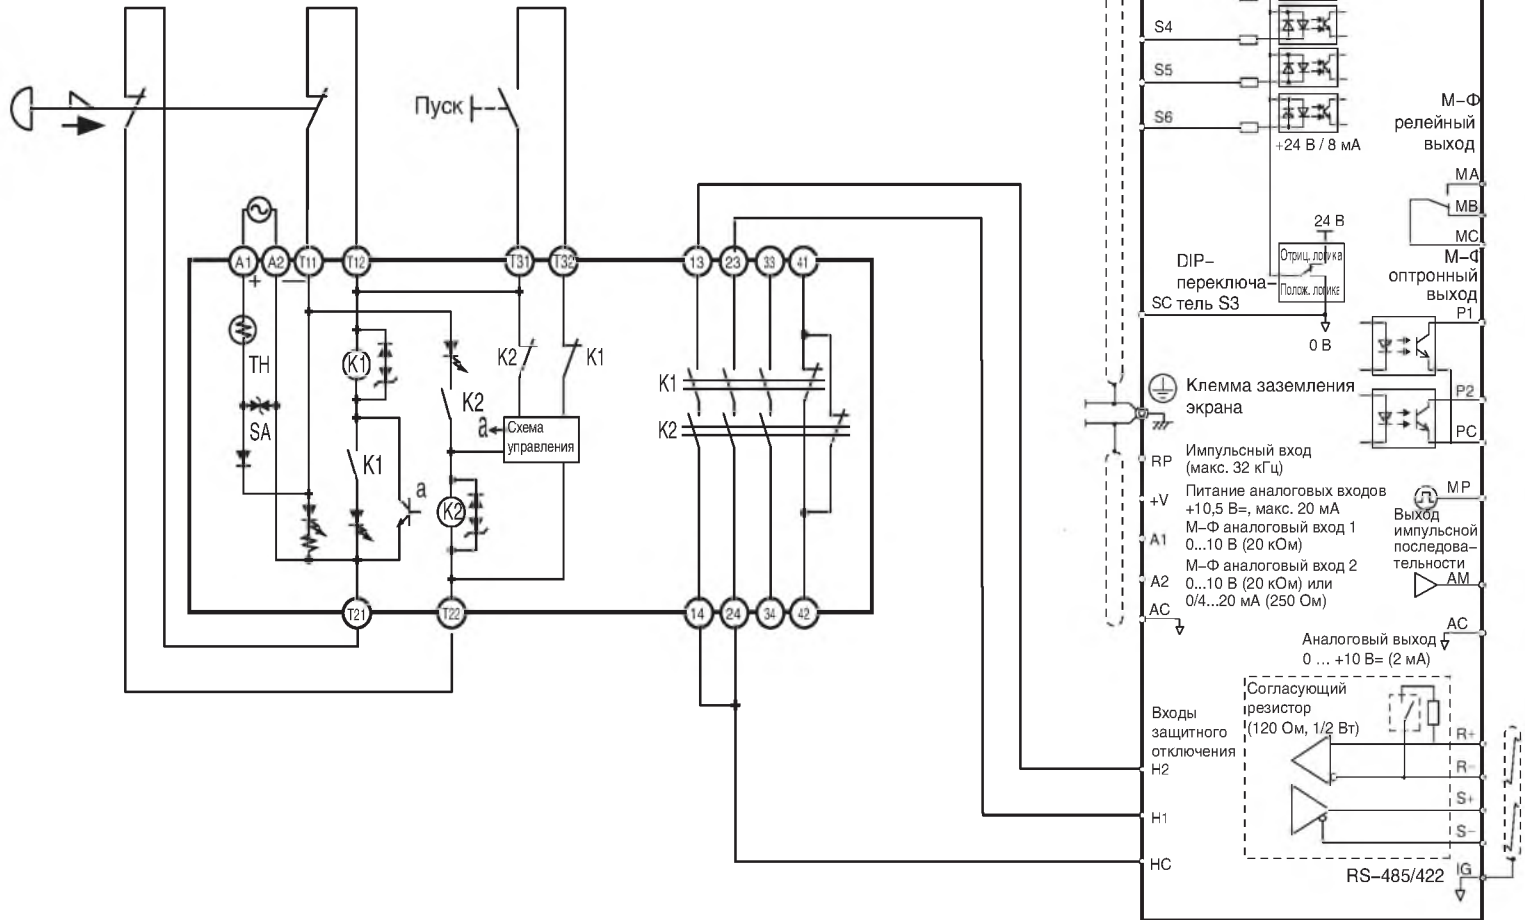 Пуск
A1
A2
T11
T12
T31
T32
13
23
33
41
+
—
TH
SA
K1
K1
K2
K2
K1
a
Схема
управления
a
K2
K1
K2
T21
T22
14
24
34
42
S4
S5
S6
+24 В / 8 мА
24 В
Отриц. логика
Полож. логика
DIP–
переключа–
тель S3
SC
0 В
Клемма заземления
экрана
RP
Импульсный вход
(макс. 32 кГц)
+V
Питание аналоговых входов
+10,5 В=, макс. 20 мА
A1
М–Ф аналоговый вход 1
0...10 В (20 кОм)
A2
М–Ф аналоговый вход 2
0...10 В (20 кОм) или
0/4...20 мА (250 Ом)
AC
Входы
защитного
отключения
H2
H1
HC
М–Ф
релейный
выход
MA
MB
MC
М–Ф
оптронный
выход
P1
P2
PC
MP
Выход
импульсной
последова–
тельности
AM
AC
Аналоговый выход
0 ... +10 В= (2 мА)
Согласующий
резистор
(120 Ом, 1/2 Вт)
R+
R–
S+
S–
RS–485/422
IG